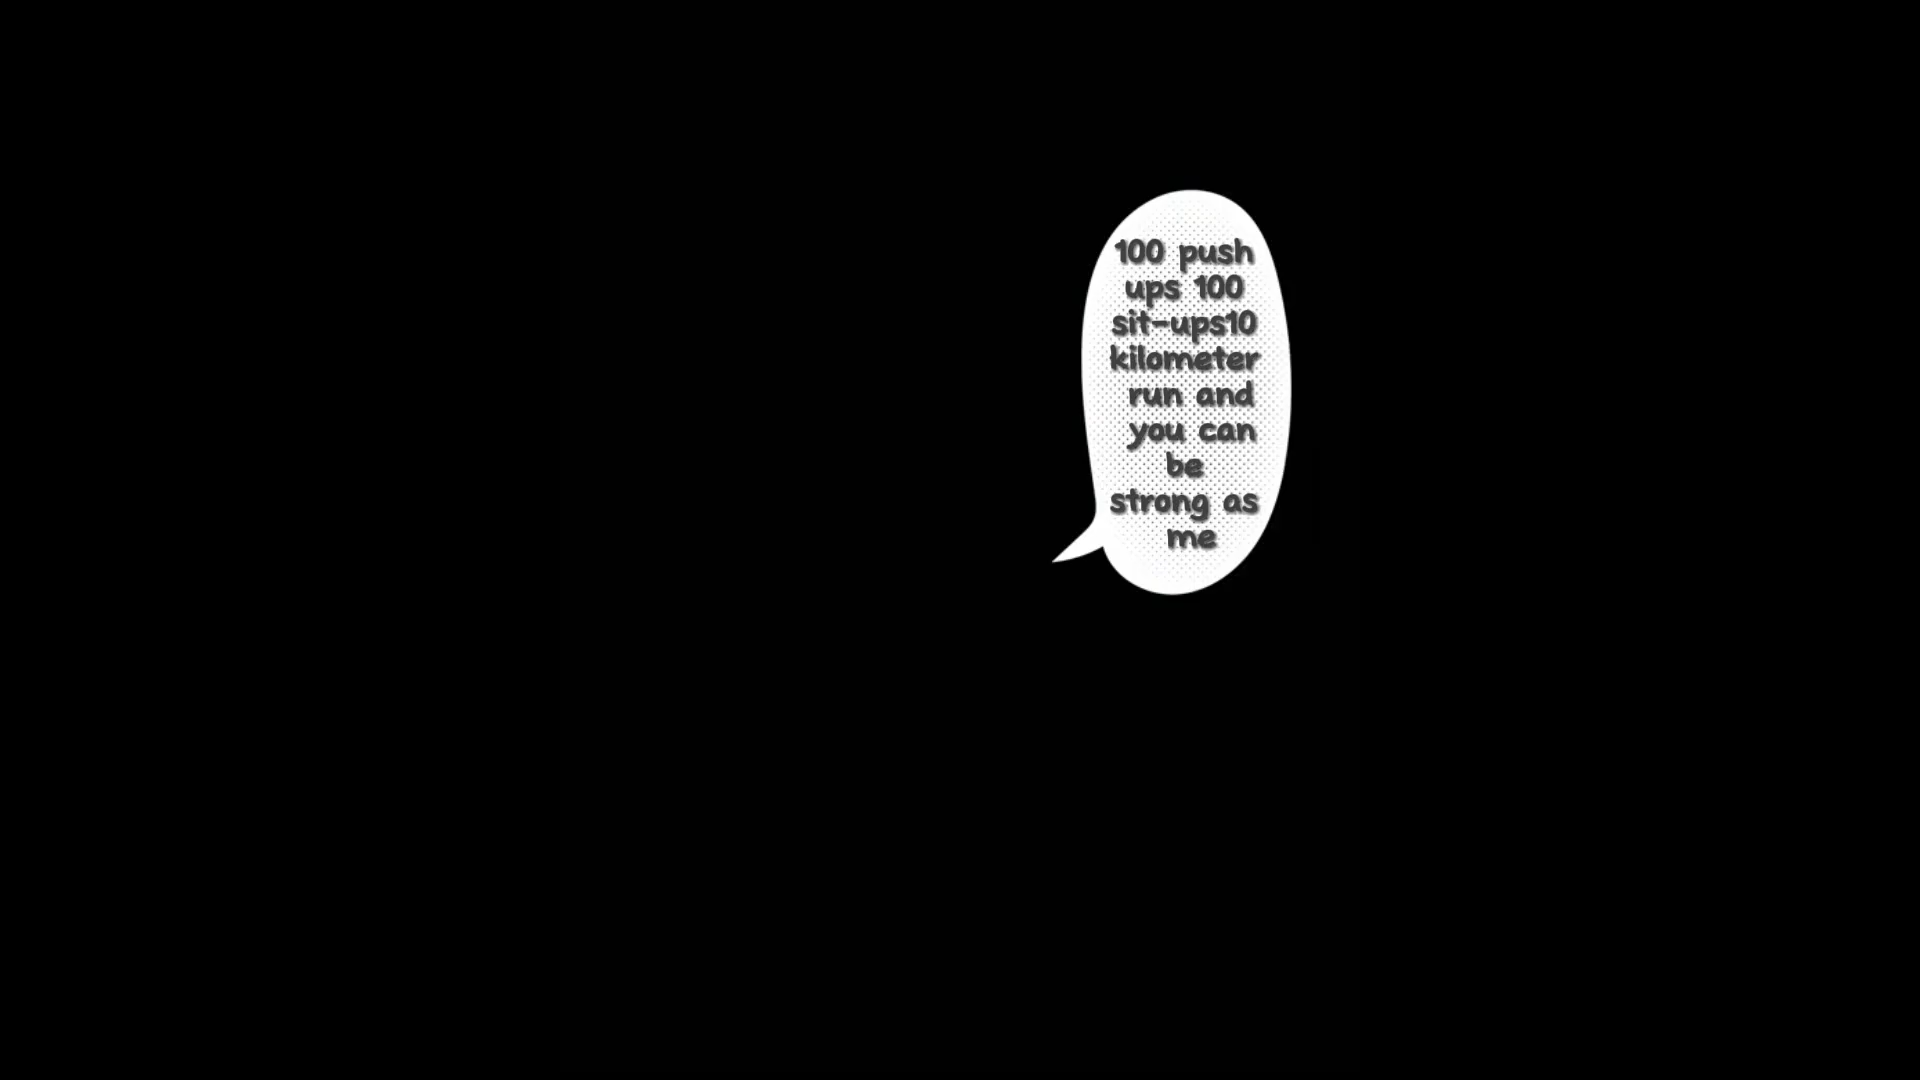 100 push
ups 100
sit-ups10
kilometer
run and
you can
be
strong as
me